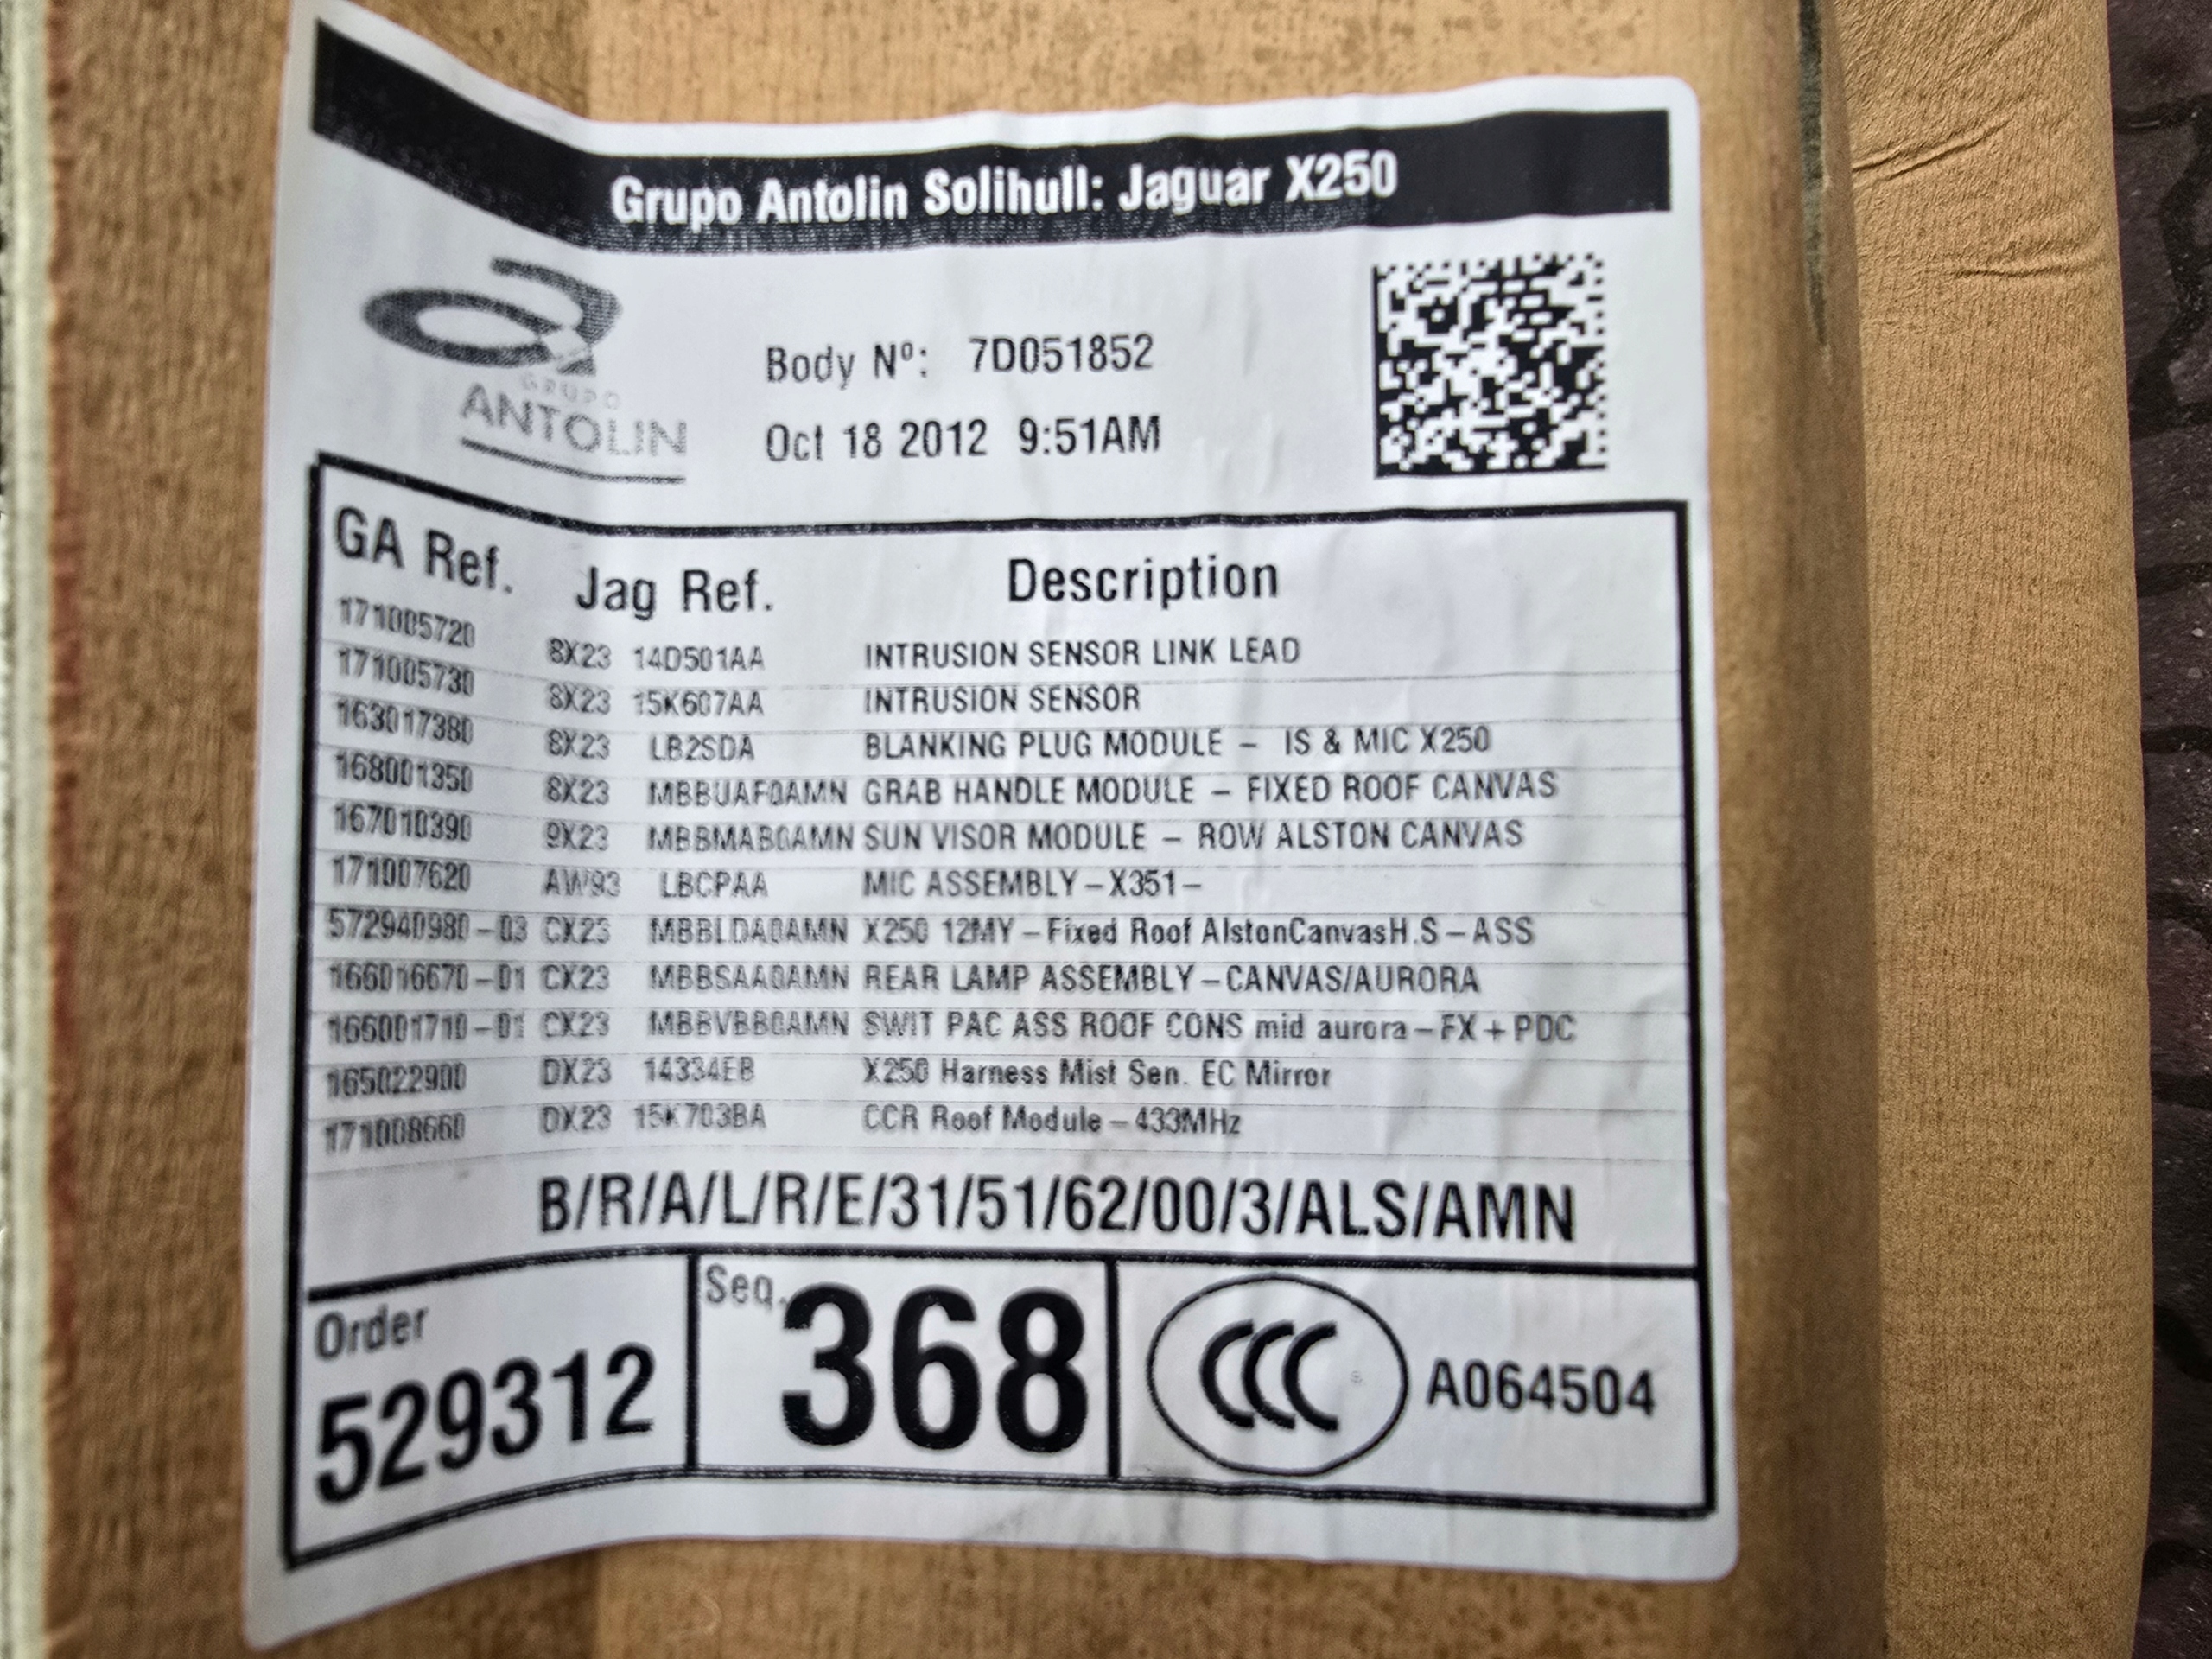 Grupo Antolin Solihull: Jaguar X250
GRUPO
ANTOLIN
Body Nº: 7D051852
Oct 18 2012 9:51AM
GA Ref. Jag Ref. Description
171005720 8X23 14D501AA INTRUSION SENSOR LINK LEAD
171005730 8X23 15K607AA INTRUSION SENSOR
163017380 8X23 LB2SDA BLANKING PLUG MODULE - IS & MIC X250
168001350 8X23 MBBUAF0AMN GRAB HANDLE MODULE - FIXED ROOF CANVAS
167010390 9X23 MBBMAB0AMN SUN VISOR MODULE - ROW ALSTON CANVAS
171007620 AW93 LBCPAA MIC ASSEMBLY-X351-
572940980-03 CX23 MBBLDA0AMN X250 12MY-Fixed Roof AlstonCanvasH.S-ASS
166016670-01 CX23 MBBSAA0AMN REAR LAMP ASSEMBLY-CANVAS/AURORA
165001710-01 CX23 MBBVBB0AMN SWIT PAC ASS ROOF CONS mid aurora-FX+PDC
165022900 DX23 14334EB X250 Harness Mist Sen. EC Mirror
171008660 DX23 15K703BA CCR Roof Module-433MHz
B/R/A/L/R/E/31/51/62/00/3/ALS/AMN
Order Seq.
529312 368 CCC A064504